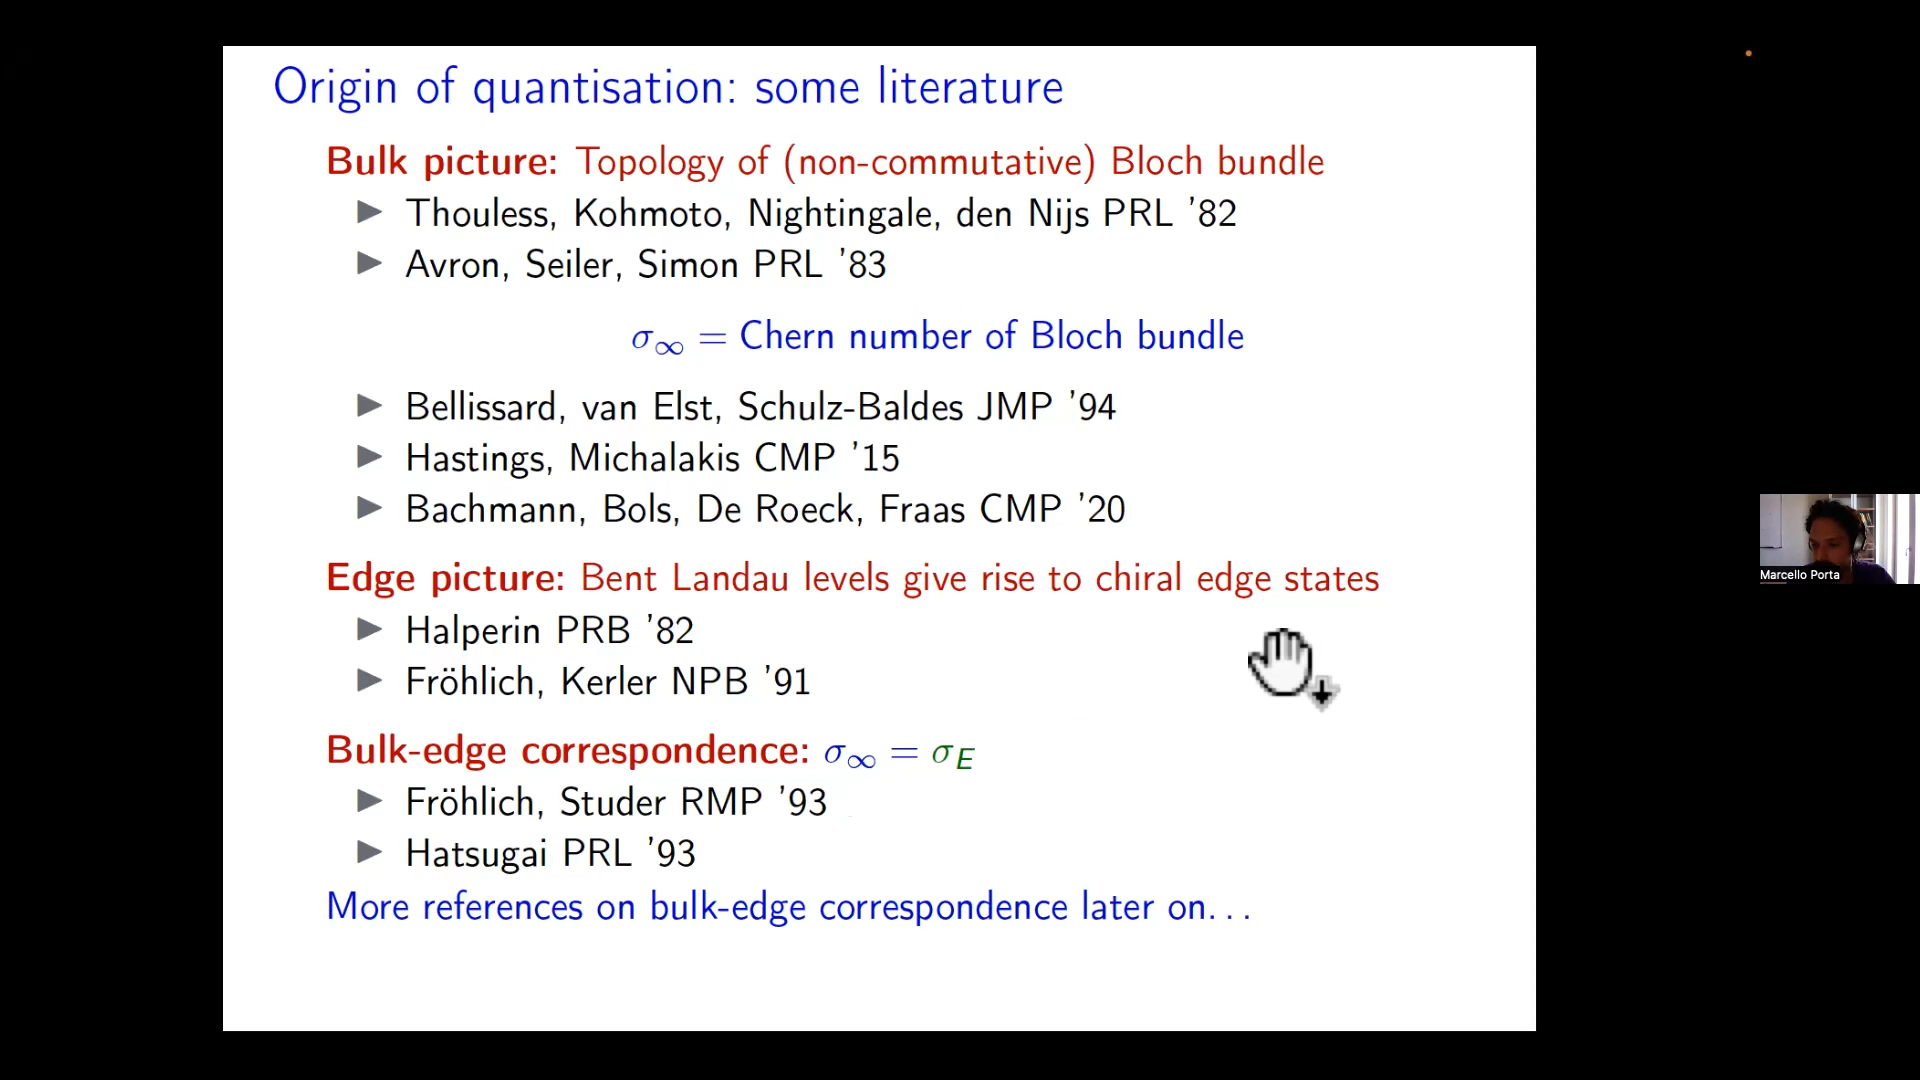 Origin of quantisation: some literature
Bulk picture: Topology of (non-commutative) Bloch bundle
▶ Thouless, Kohmoto, Nightingale, den Nijs PRL ’82
▶ Avron, Seiler, Simon PRL ’83
σ∞ = Chern number of Bloch bundle
▶ Bellissard, van Elst, Schulz-Baldes JMP ’94
▶ Hastings, Michalakis CMP ’15
▶ Bachmann, Bols, De Roeck, Fraas CMP ’20
Edge picture: Bent Landau levels give rise to chiral edge states
▶ Halperin PRB ’82
▶ Fröhlich, Kerler NPB ’91
Bulk-edge correspondence: σ∞ = σE
▶ Fröhlich, Studer RMP ’93
▶ Hatsugai PRL ’93
More references on bulk-edge correspondence later on...
Marcello Porta